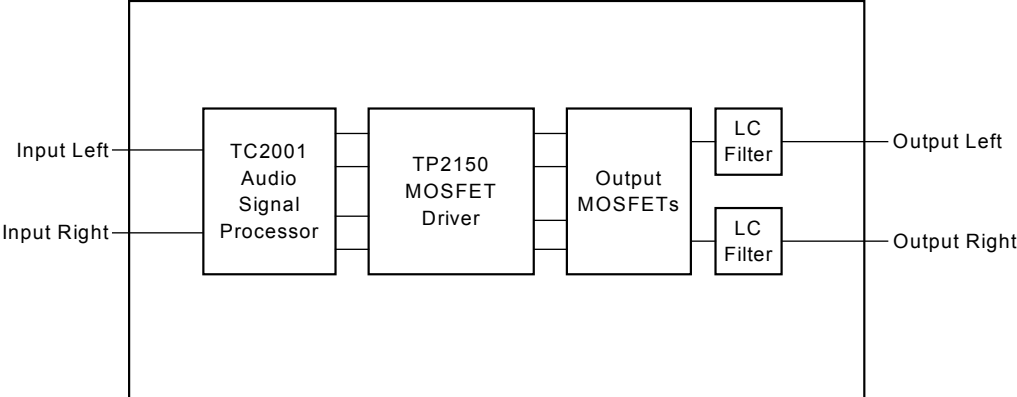 Input Left
Input Right
TC2001
Audio
Signal
Processor
TP2150
MOSFET
Driver
Output
MOSFETs
LC
Filter
LC
Filter
Output Left
Output Right